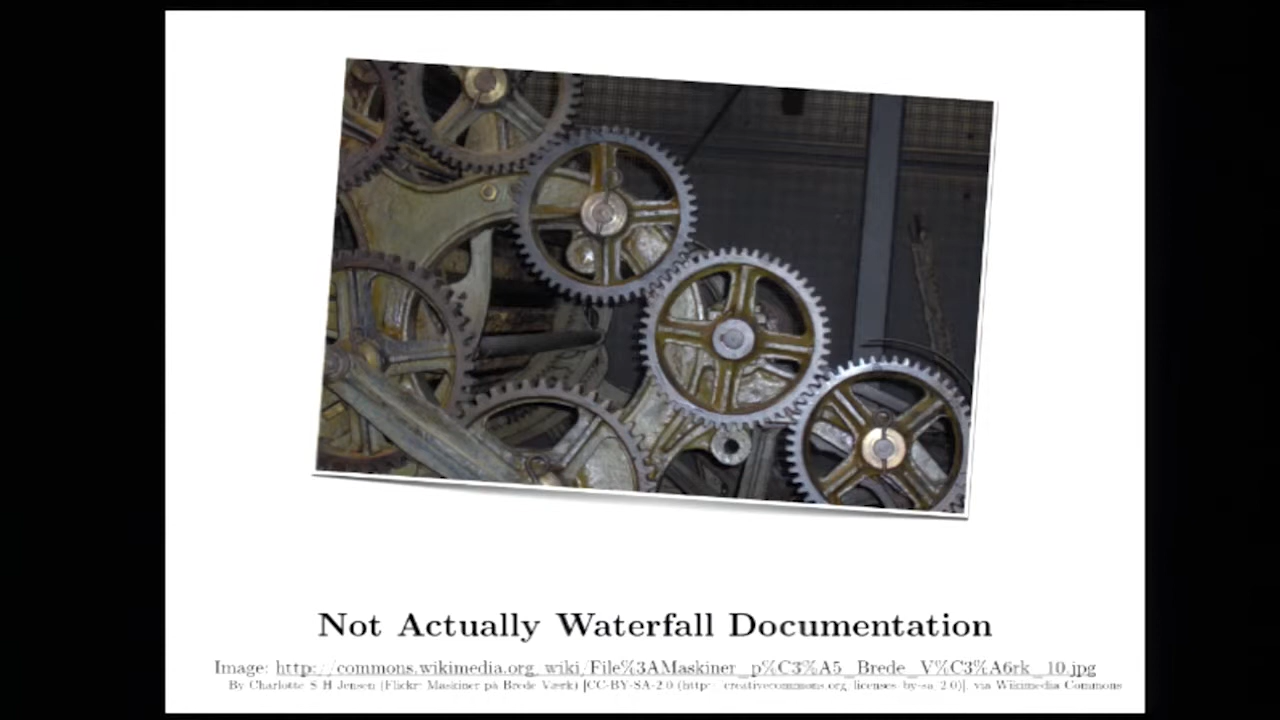 Not Actually Waterfall Documentation
Image: http://commons.wikimedia.org/wiki/File%3AMaskiner_p%C3%A5_Brede_V%C3%A6rk_10.jpg
By Charlotte S H Jensen (Flickr: Maskiner på Brede Værk) [CC-BY-SA-2.0 (http://creativecommons.org/licenses/by-sa/2.0)], via Wikimedia Commons